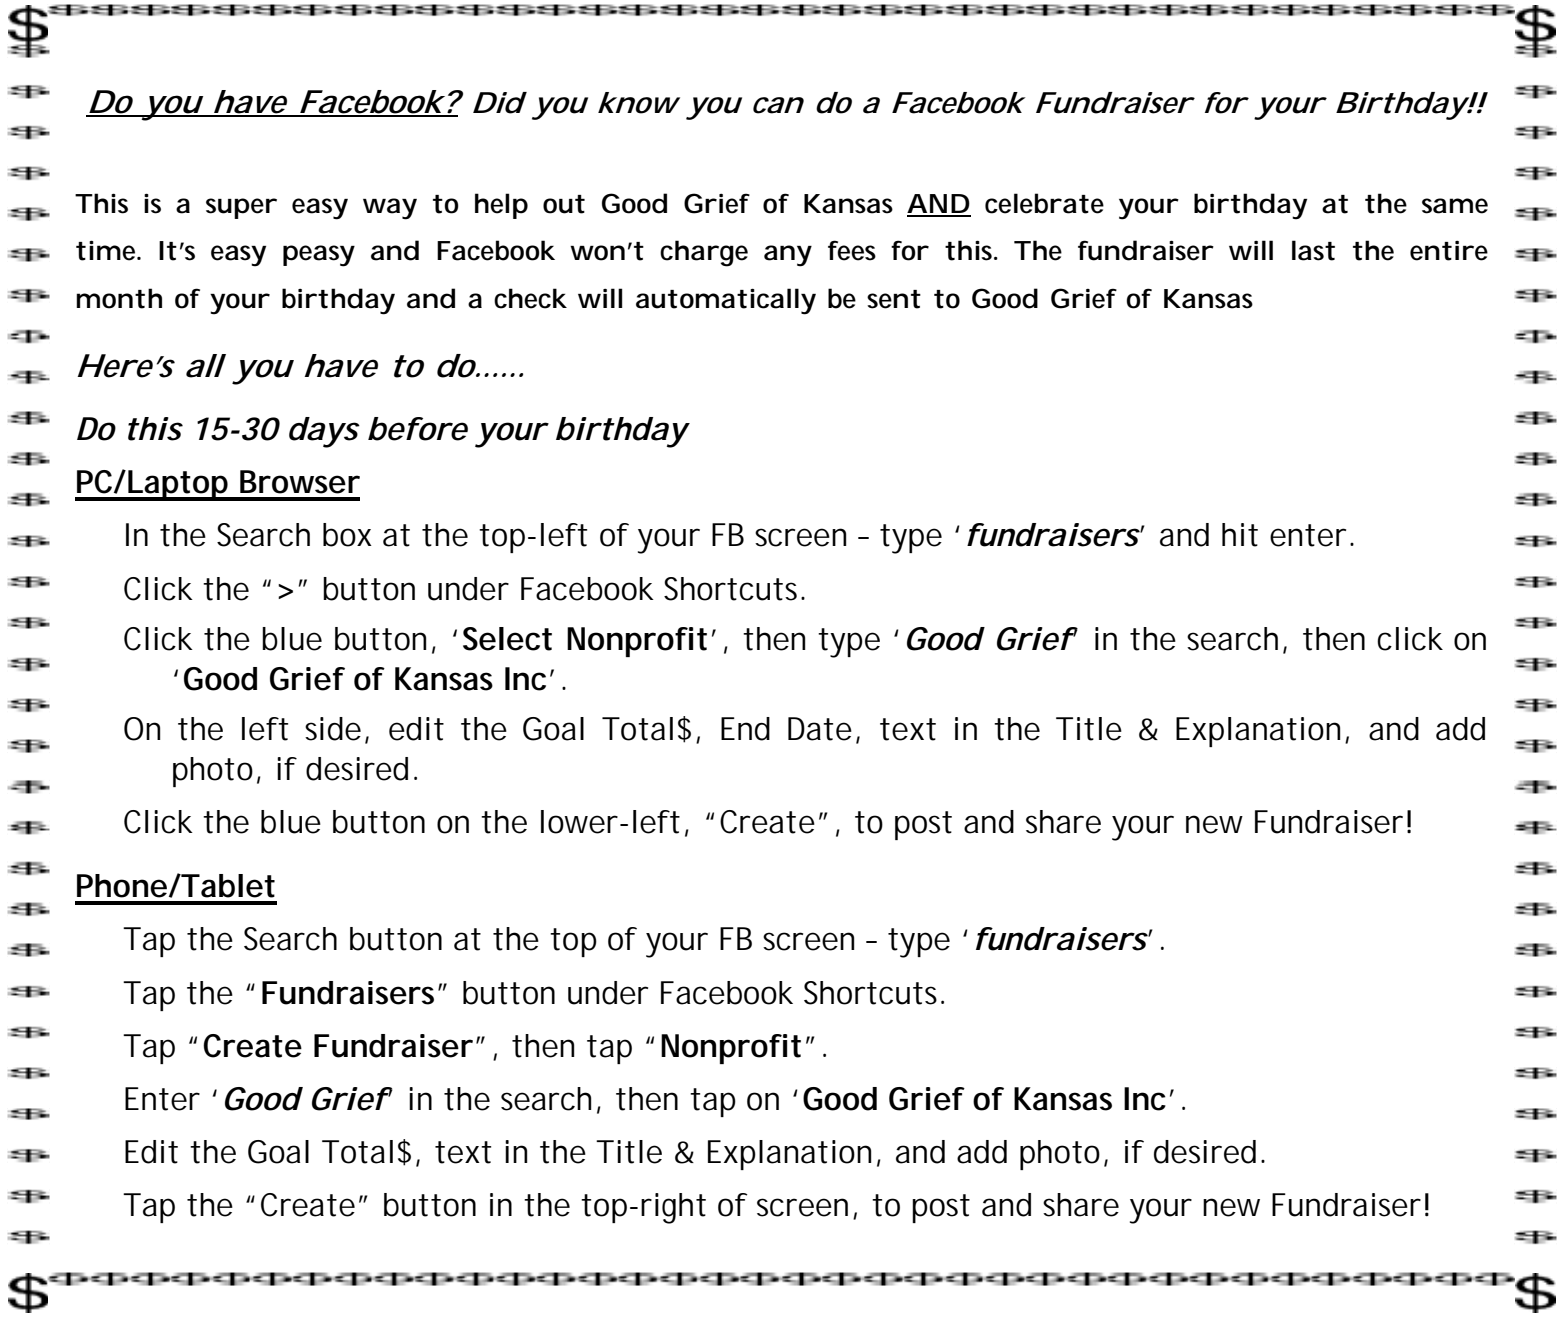 Do you have Facebook? Did you know you can do a Facebook Fundraiser for your Birthday!!
This is a super easy way to help out Good Grief of Kansas AND celebrate your birthday at the same
time. It's easy peasy and Facebook won't charge any fees for this. The fundraiser will last the entire
month of your birthday and a check will automatically be sent to Good Grief of Kansas
Here's all you have to do……
Do this 15-30 days before your birthday
PC/Laptop Browser
In the Search box at the top-left of your FB screen – type 'fundraisers' and hit enter.
Click the “>” button under Facebook Shortcuts.
Click the blue button, ‘Select Nonprofit’, then type ‘Good Grief’ in the search, then click on
‘Good Grief of Kansas Inc’.
On the left side, edit the Goal Total$, End Date, text in the Title & Explanation, and add
photo, if desired.
Click the blue button on the lower-left, “Create”, to post and share your new Fundraiser!
Phone/Tablet
Tap the Search button at the top of your FB screen – type ‘fundraisers’.
Tap the “Fundraisers” button under Facebook Shortcuts.
Tap “Create Fundraiser”, then tap “Nonprofit”.
Enter ‘Good Grief’ in the search, then tap on ‘Good Grief of Kansas Inc’.
Edit the Goal Total$, text in the Title & Explanation, and add photo, if desired.
Tap the “Create” button in the top-right of screen, to post and share your new Fundraiser!